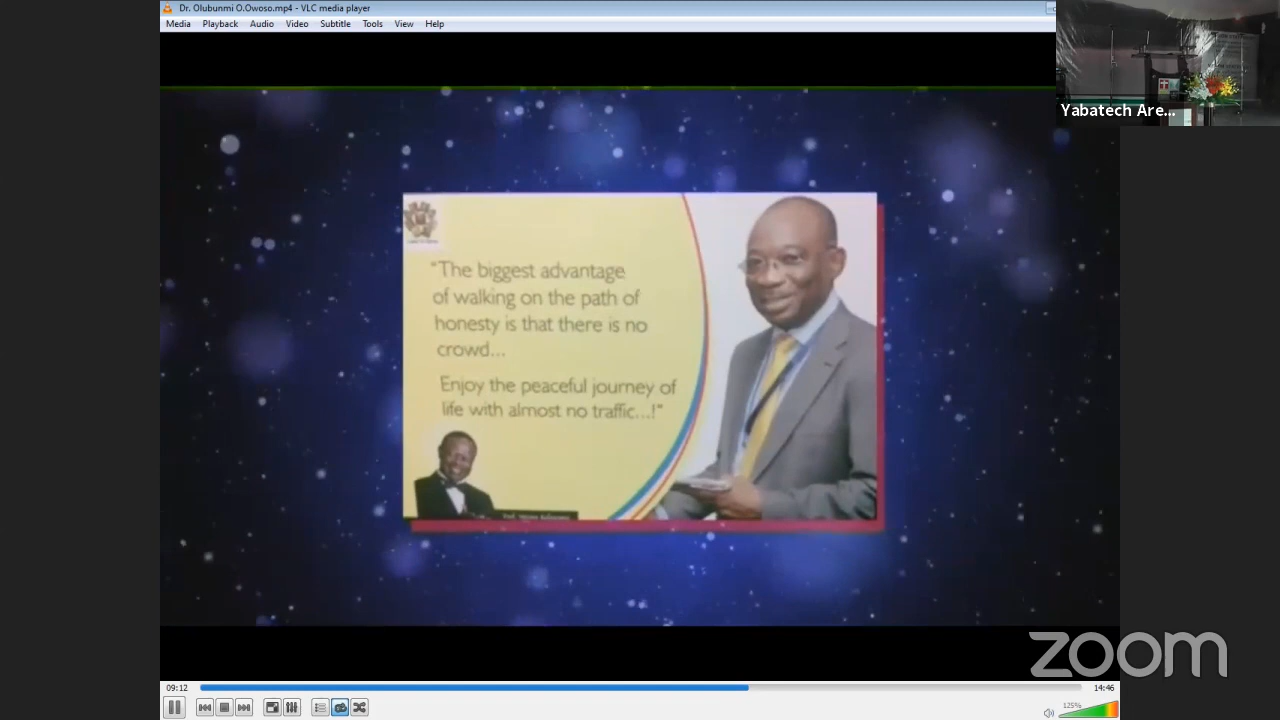 Dr. Olubunmi O.Owoso.mp4 - VLC media player
Media Playback Audio Video Subtitle Tools View Help
Yabatech Are...
"The biggest advantage
of walking on the path of
honesty is that there is no
crowd...
Enjoy the peaceful journey of
life with almost no traffic...!"
zoom
09:12
14:46
125%